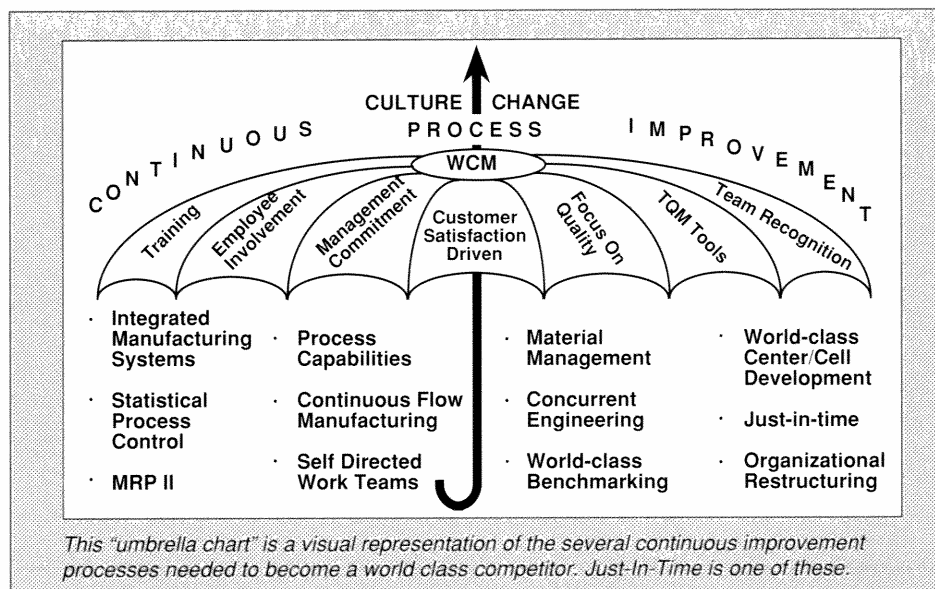 CULTURE CHANGE
CONTINUOUS PROCESS IMPROVEMENT
WCM
Training
Employee
Involvement
Management
Commitment
Customer
Satisfaction
Driven
Focus On
Quality
TQM Tools
Team Recognition
· Integrated
Manufacturing
Systems
· Statistical
Process
Control
· MRP II
· Process
Capabilities
· Continuous Flow
Manufacturing
· Self Directed
Work Teams
· Material
Management
· Concurrent
Engineering
· World-class
Benchmarking
· World-class
Center/Cell
Development
· Just-in-time
· Organizational
Restructuring
This "umbrella chart" is a visual representation of the several continuous improvement
processes needed to become a world class competitor. Just-In-Time is one of these.